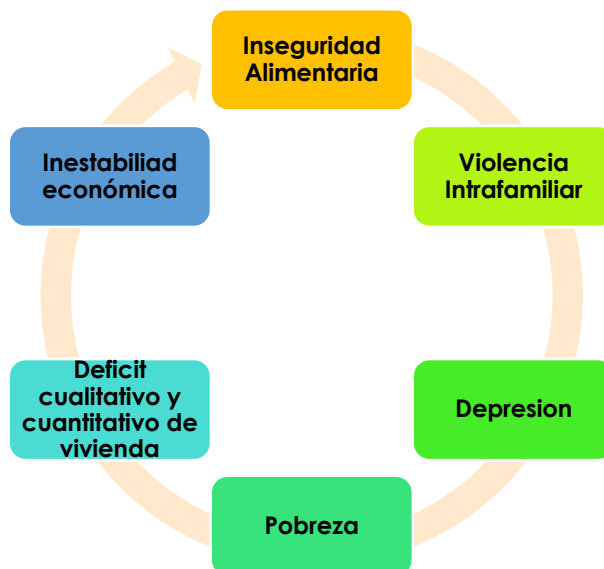 Inseguridad
Alimentaria
Violencia
Intrafamiliar
Depresion
Pobreza
Deficit
cualitativo y
cuantitativo de
vivienda
Inestabiliad
económica